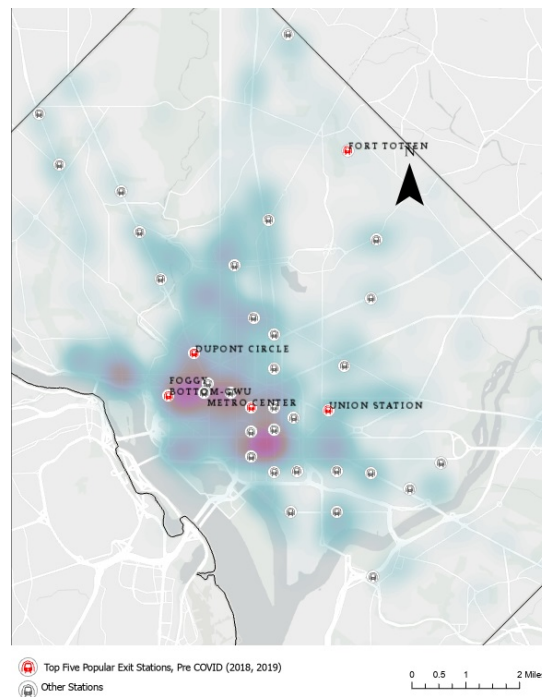 FORT TOTTEN
N
DUPONT CIRCLE
FOGGY
BOTTOM-GWU
METRO CENTER
UNION STATION
Top Five Popular Exit Stations, Pre COVID (2018, 2019)
Other Stations
0 0.5 1 2 Miles